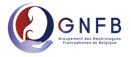 GNFB
Groupement des Néphrologues
Francophones de Belgique